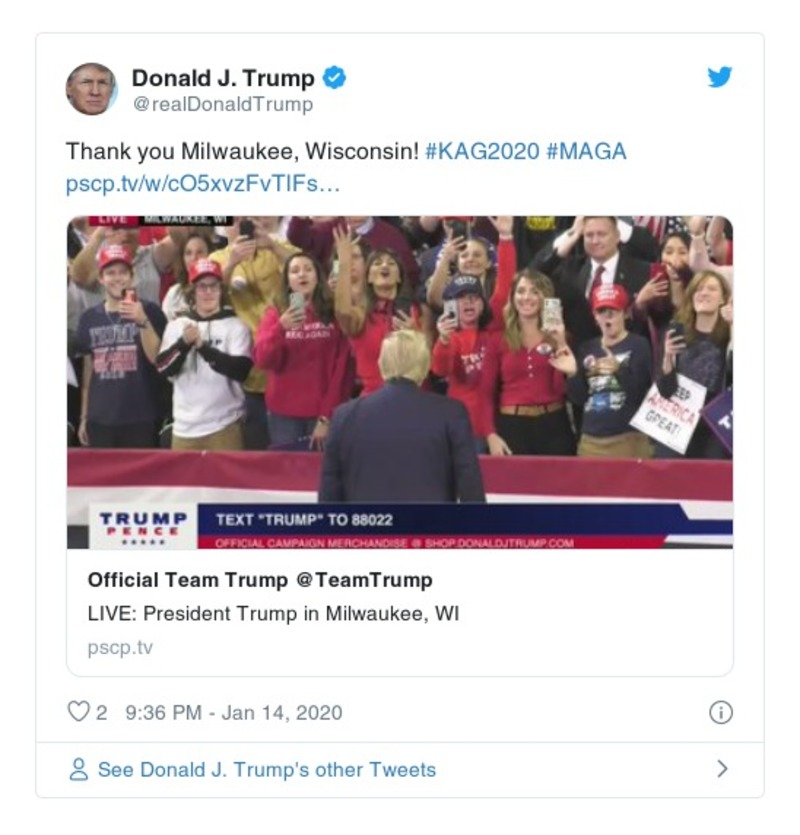 Donald J. Trump
@realDonaldTrump
Thank you Milwaukee, Wisconsin! #KAG2020 #MAGA
pscp.tv/w/cO5xvzFvTlFs…
LIVE MILWAUKEE, WI
TRUMP
KEEP
AMERICA
GREAT!
TRUMP
PENCE
TEXT "TRUMP" TO 88022
OFFICIAL CAMPAIGN MERCHANDISE @ SHOP.DONALDJTRUMP.COM
Official Team Trump @TeamTrump
LIVE: President Trump in Milwaukee, WI
pscp.tv
2 9:36 PM - Jan 14, 2020
See Donald J. Trump's other Tweets